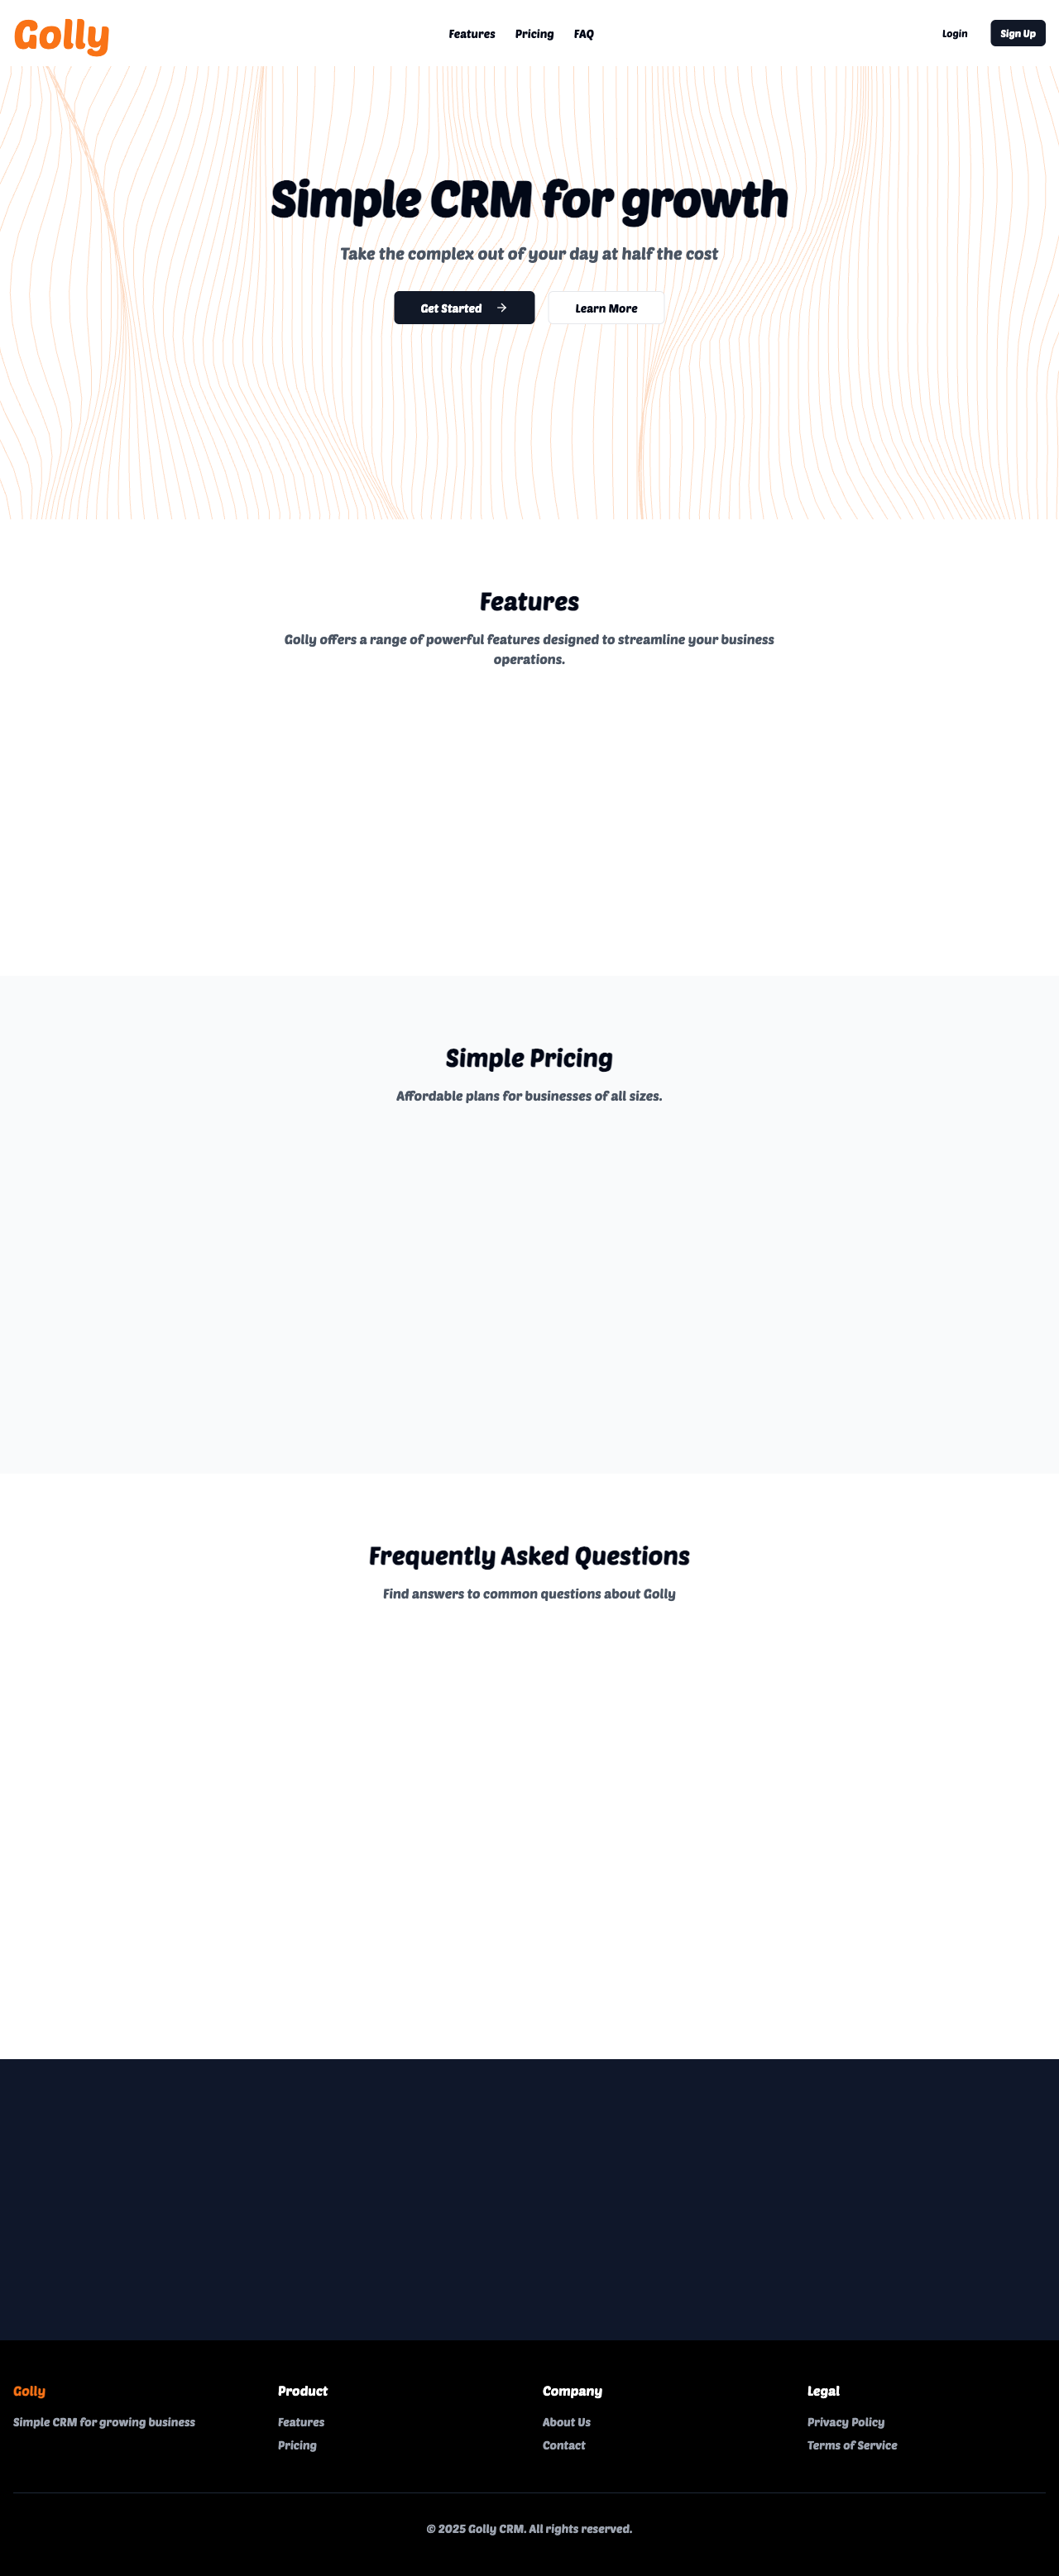 Golly
Features Pricing FAQ
Login
Sign Up
Simple CRM for growth
Take the complex out of your day at half the cost
Get Started
Learn More
Features
Golly offers a range of powerful features designed to streamline your business
operations.
Simple Pricing
Affordable plans for businesses of all sizes.
Frequently Asked Questions
Find answers to common questions about Golly
Golly
Simple CRM for growing business
Product
Features
Pricing
Company
About Us
Contact
Legal
Privacy Policy
Terms of Service
© 2025 Golly CRM. All rights reserved.